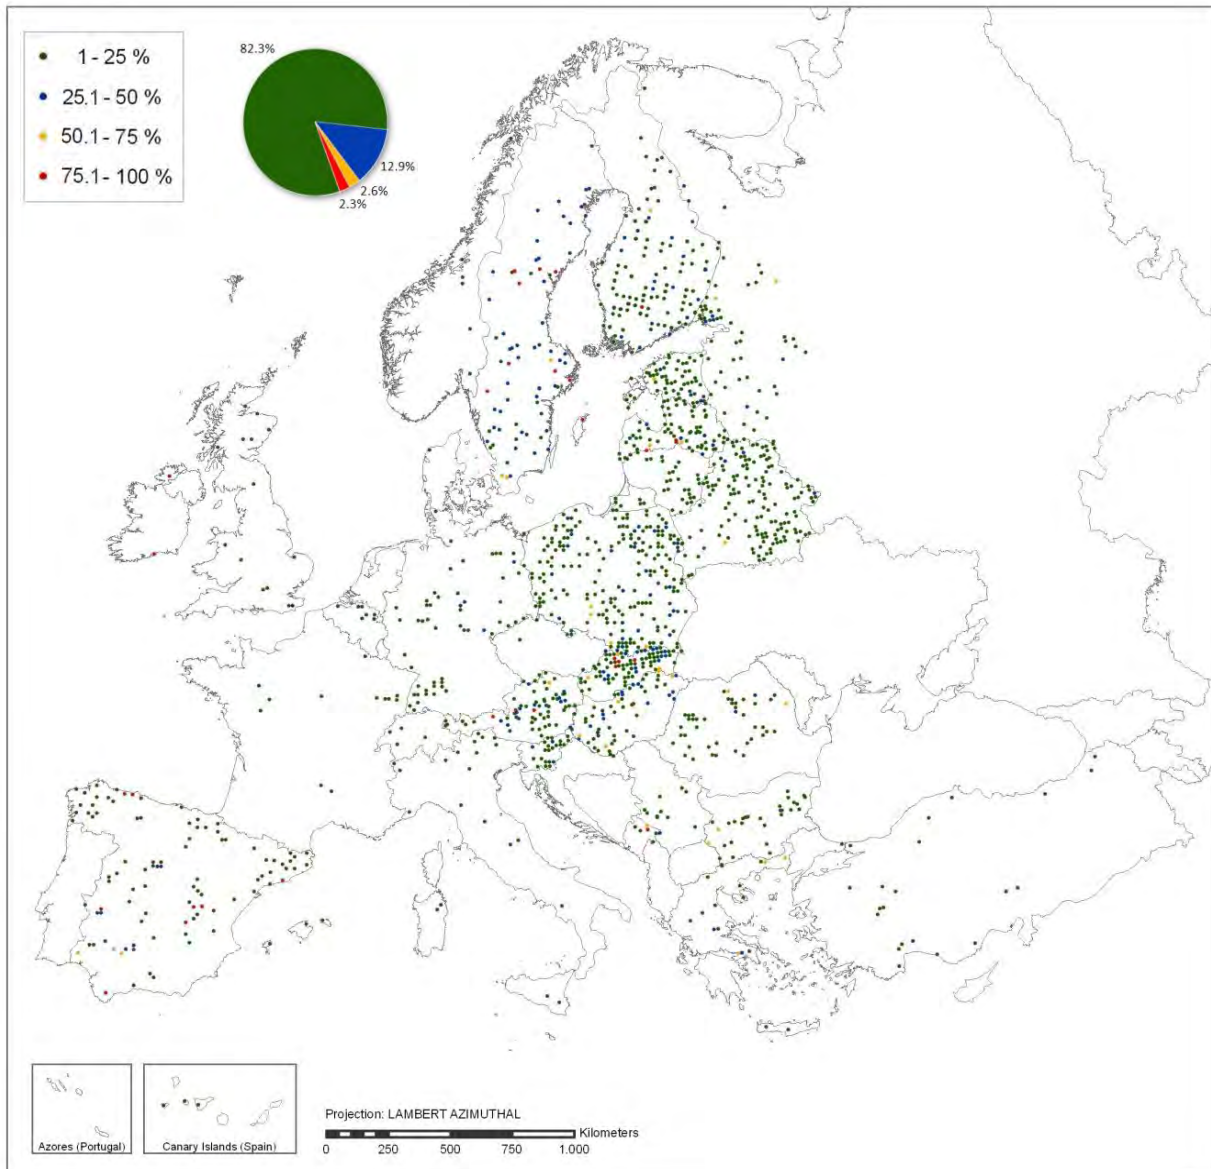 1 - 25 %
25.1 - 50 %
50.1 - 75 %
75.1 - 100 %
82.3%
12.9%
2.6%
2.3%
Azores (Portugal)
Canary Islands (Spain)
Projection: LAMBERT AZIMUTHAL
Kilometers
0 250 500 750 1.000